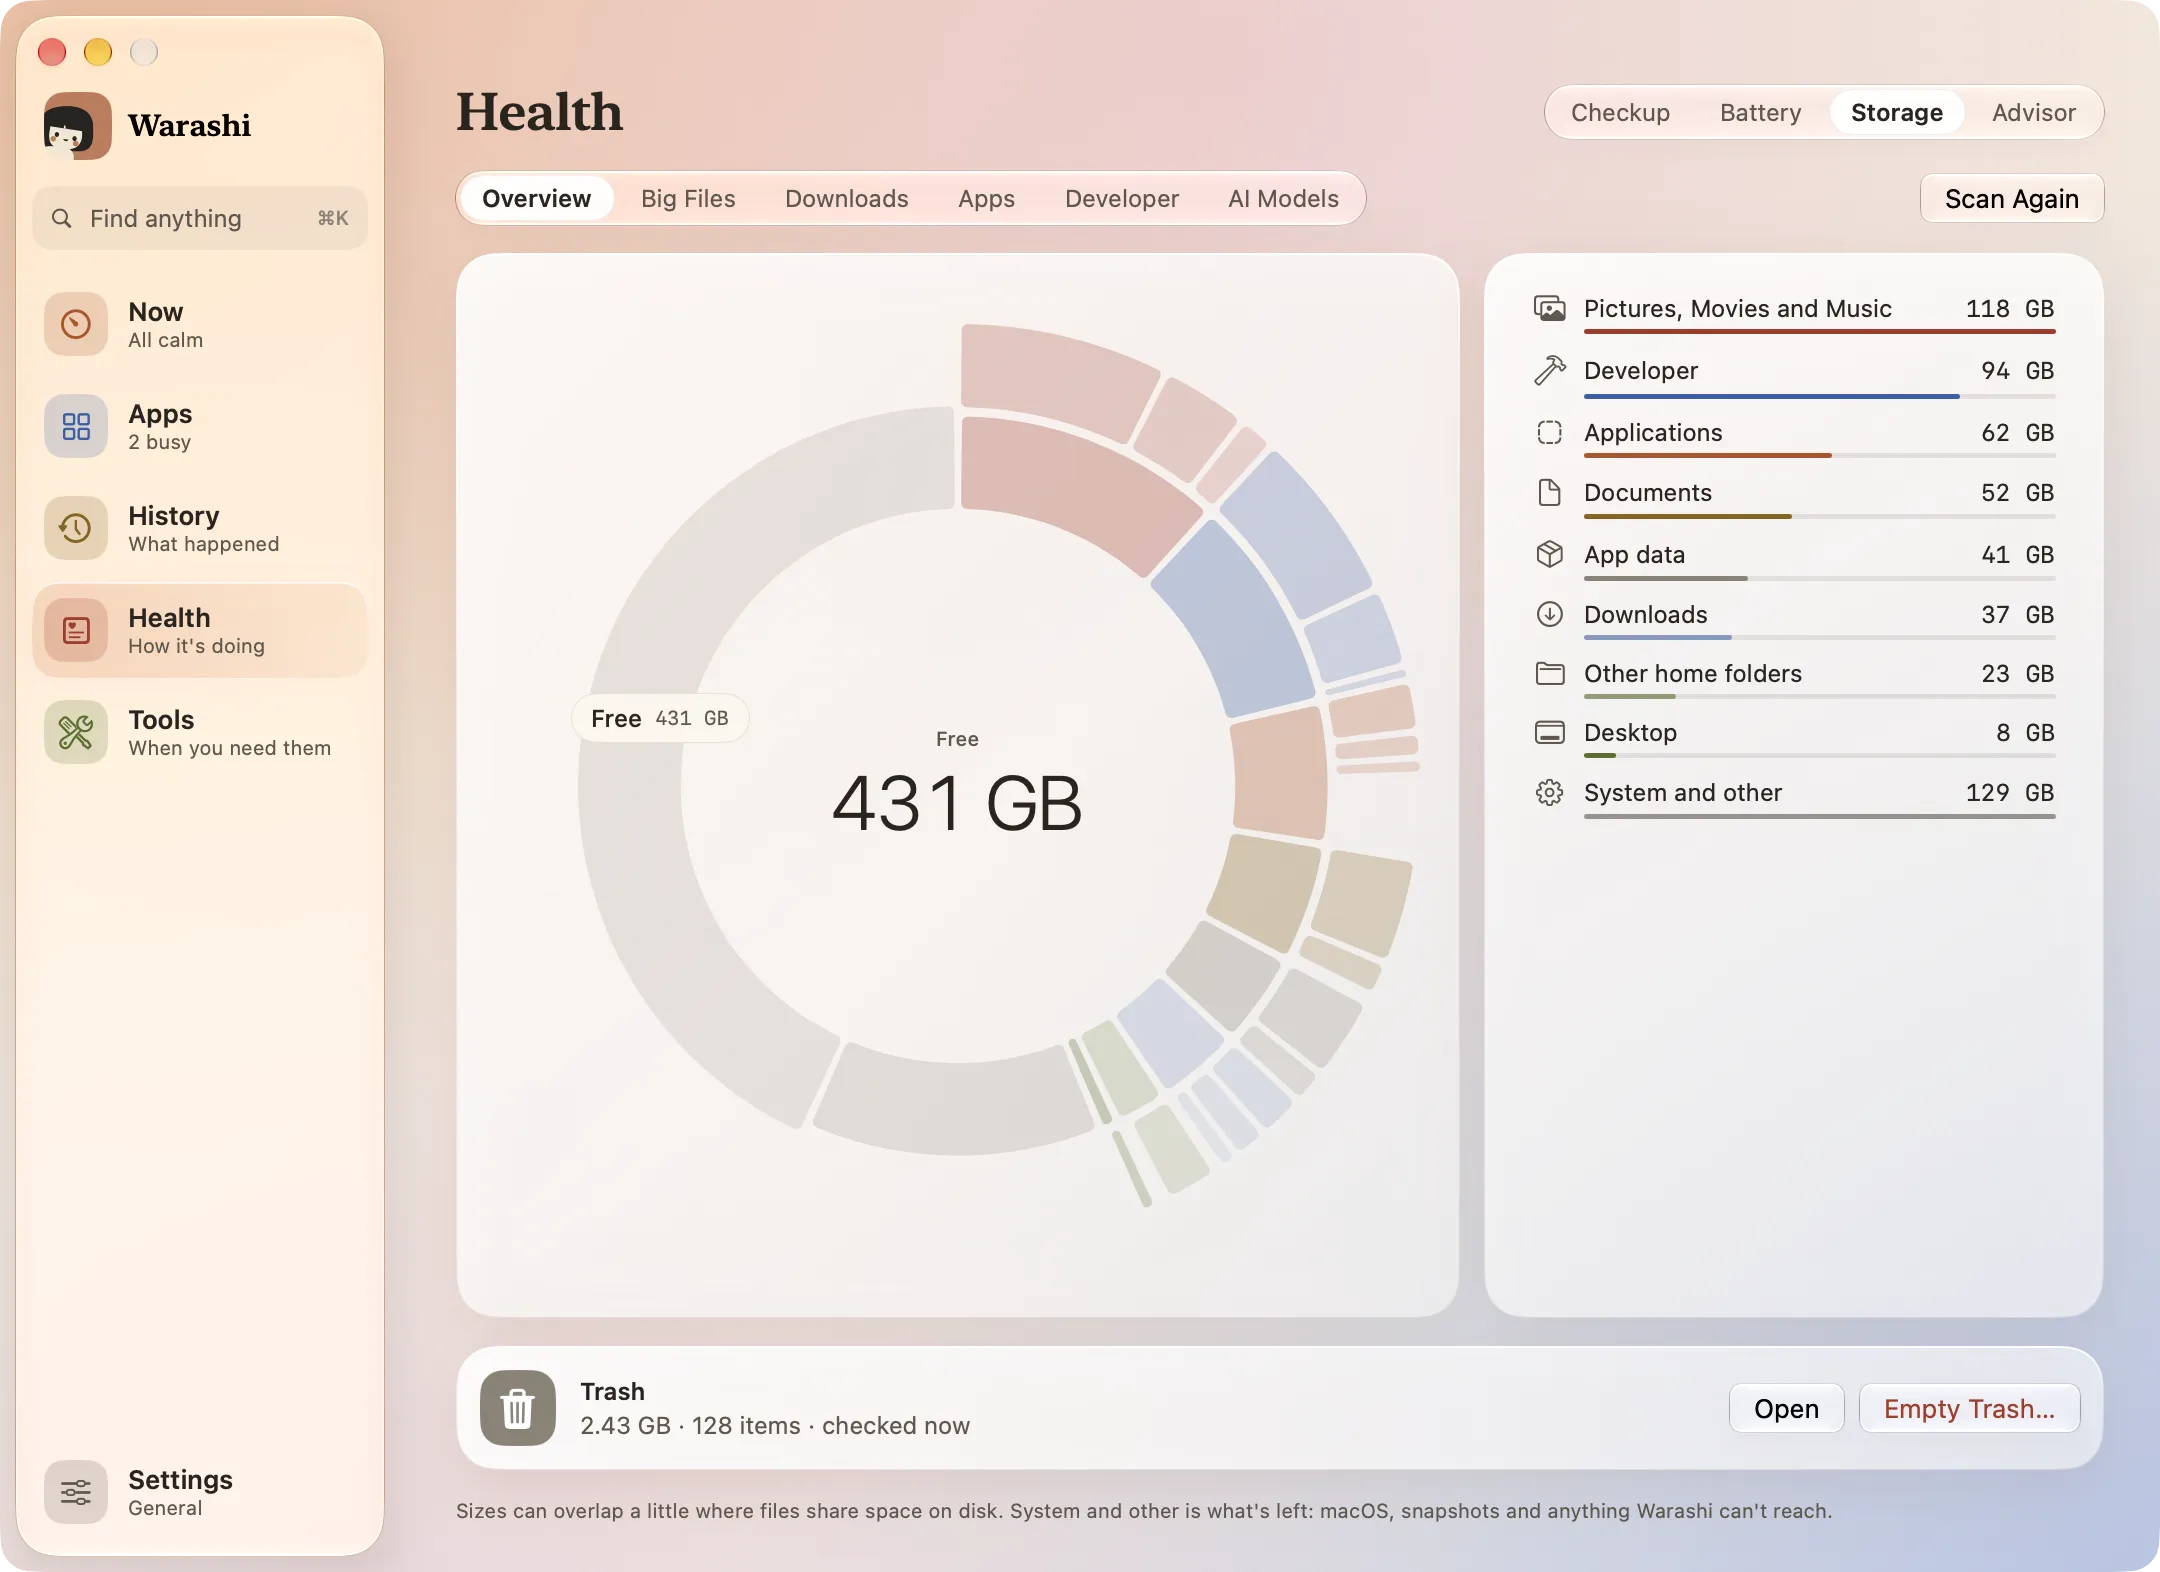 Warashi
Find anything ⌘K
Now
All calm
Apps
2 busy
History
What happened
Health
How it's doing
Tools
When you need them
Settings
General
Health
Checkup Battery Storage Advisor
Overview Big Files Downloads Apps Developer AI Models
Scan Again
Free 431 GB
Free
431 GB
Pictures, Movies and Music 118 GB
Developer 94 GB
Applications 62 GB
Documents 52 GB
App data 41 GB
Downloads 37 GB
Other home folders 23 GB
Desktop 8 GB
System and other 129 GB
Trash
2.43 GB · 128 items · checked now
Open
Empty Trash...
Sizes can overlap a little where files share space on disk. System and other is what's left: macOS, snapshots and anything Warashi can't reach.